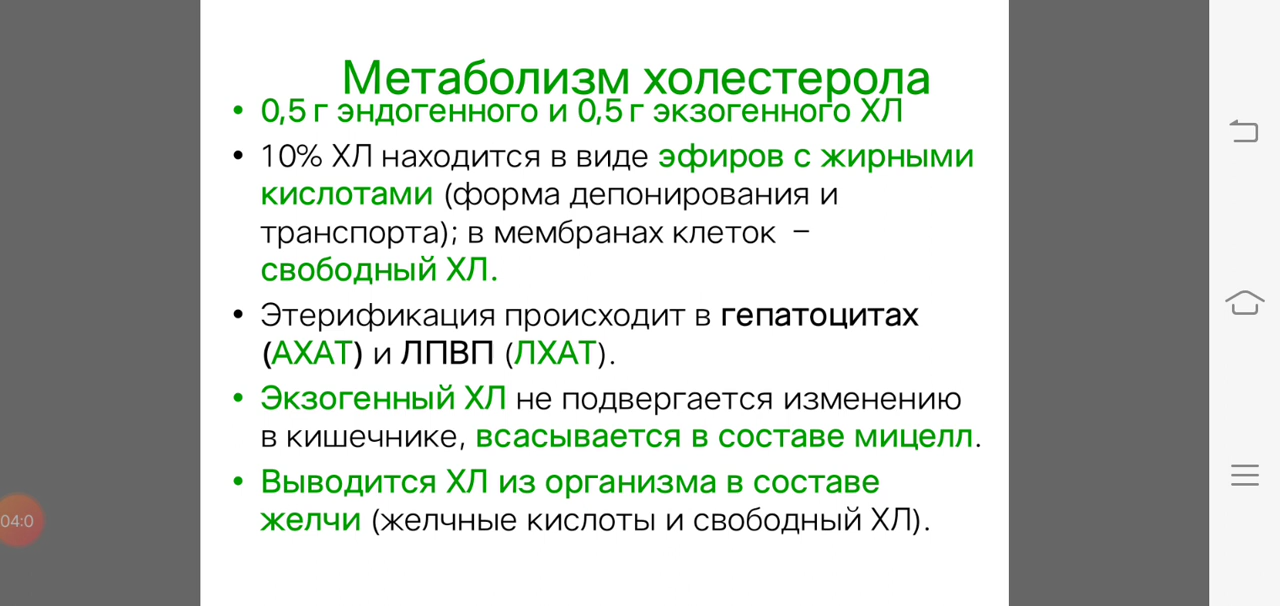 Метаболизм холестерола
• 0,5 г эндогенного и 0,5 г экзогенного ХЛ
• 10% ХЛ находится в виде эфиров с жирными
кислотами (форма депонирования и
транспорта); в мембранах клеток –
свободный ХЛ.
• Этерификация происходит в гепатоцитах
(АХАТ) и ЛПВП (ЛХАТ).
• Экзогенный ХЛ не подвергается изменению
в кишечнике, всасывается в составе мицелл.
• Выводится ХЛ из организма в составе
желчи (желчные кислоты и свободный ХЛ).
04:0